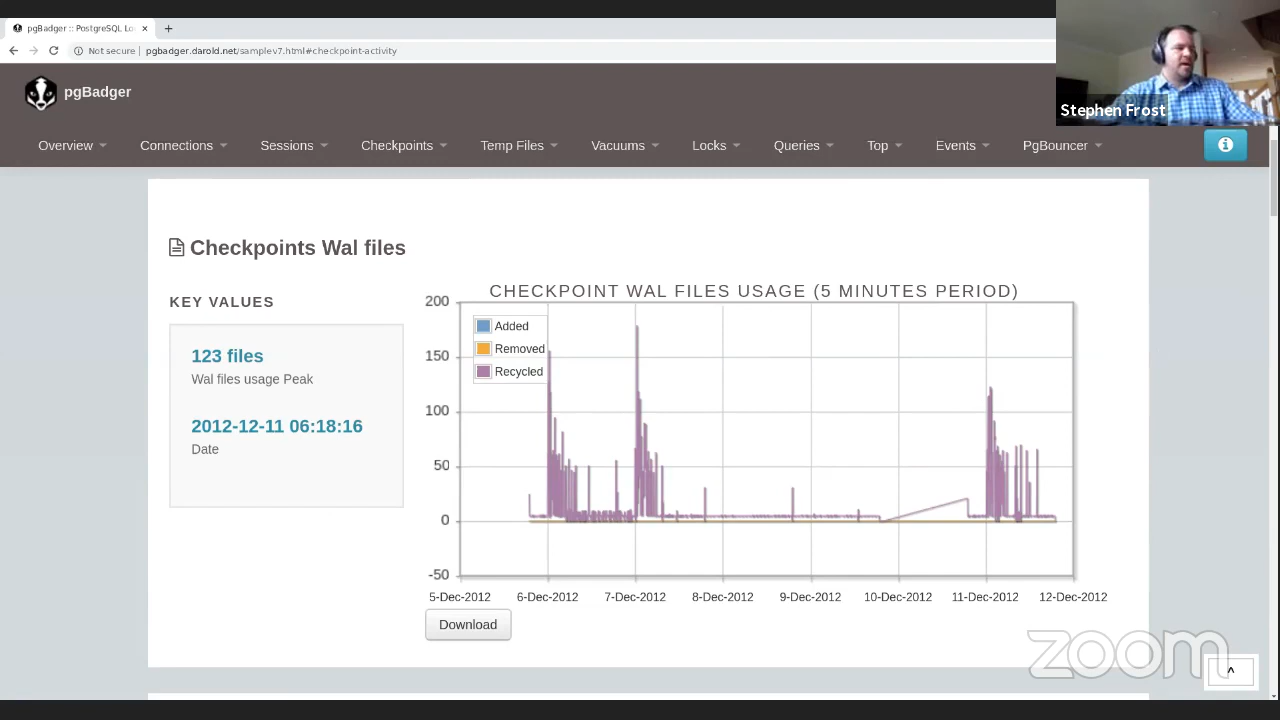 pgBadger :: PostgreSQL Lo
Not secure | pgbadger.darold.net/samplev7.html#checkpoint-activity
Stephen Frost
pgBadger
Overview Connections Sessions Checkpoints Temp Files Vacuums Locks Queries Top Events PgBouncer
Checkpoints Wal files
KEY VALUES
123 files
Wal files usage Peak
2012-12-11 06:18:16
Date
CHECKPOINT WAL FILES USAGE (5 MINUTES PERIOD)
200
150
100
50
0
-50
Added
Removed
Recycled
5-Dec-2012 6-Dec-2012 7-Dec-2012 8-Dec-2012 9-Dec-2012 10-Dec-2012 11-Dec-2012 12-Dec-2012
Download
zoom